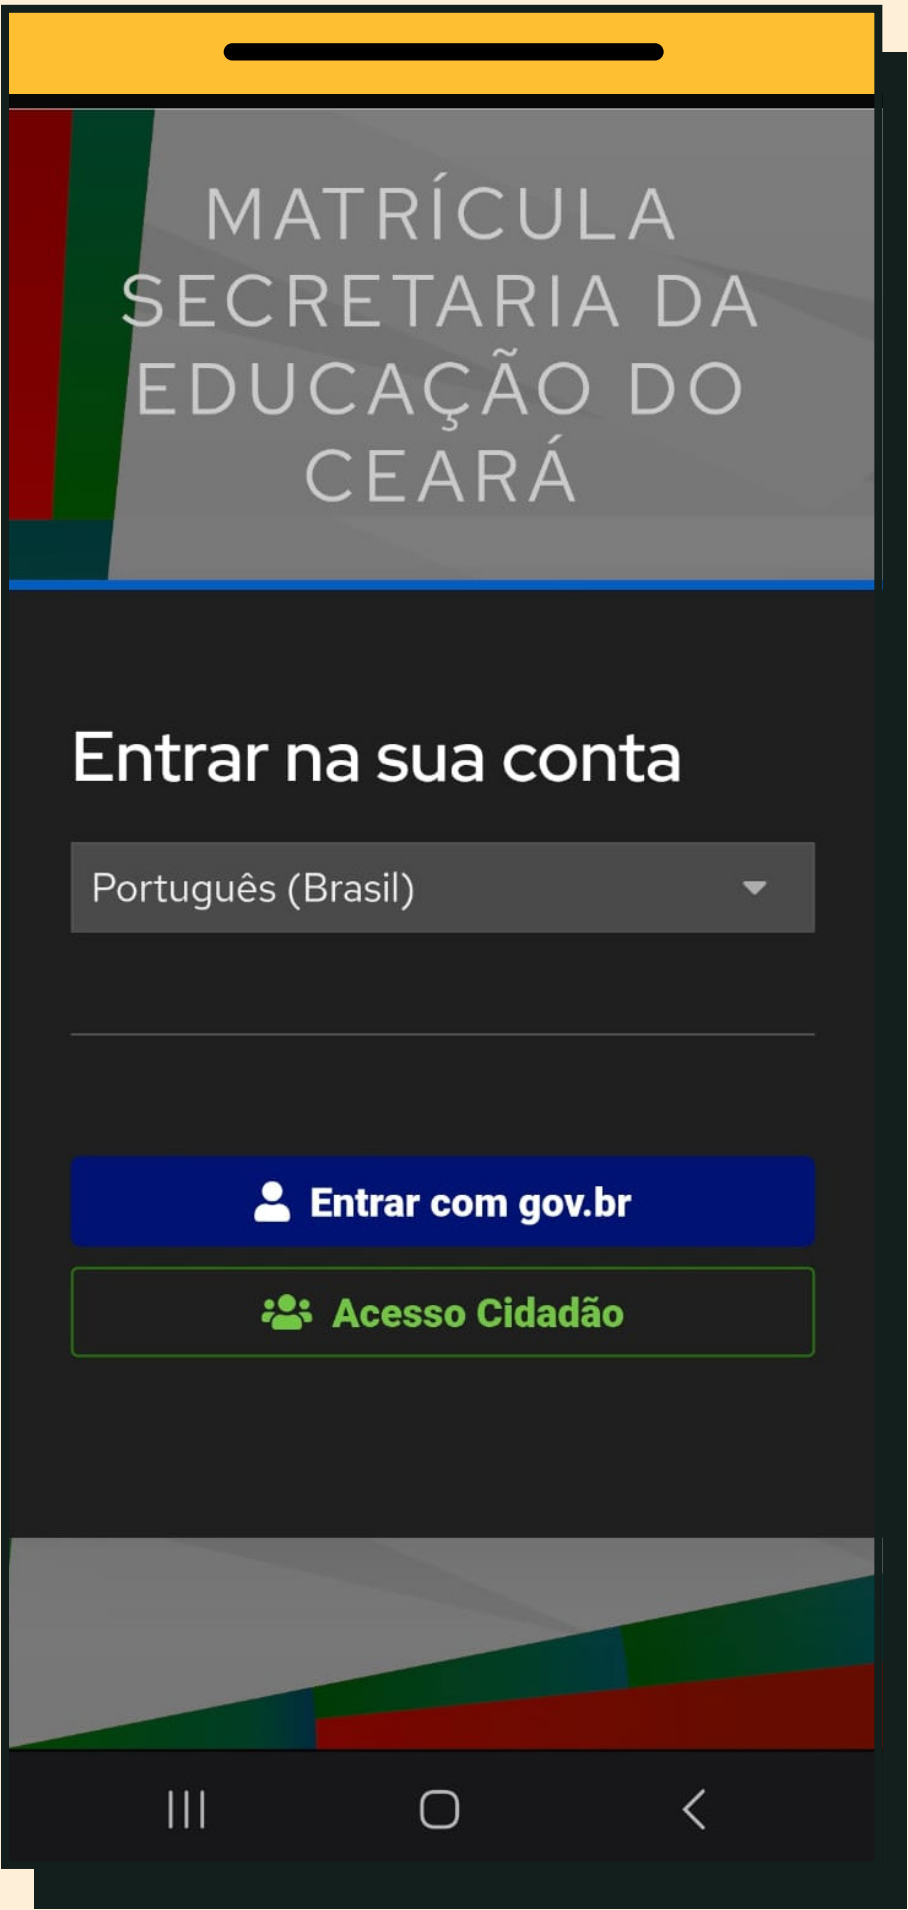 MATRÍCULA
SECRETARIA DA
EDUCAÇÃO DO
CEARÁ
Entrar na sua conta
Português (Brasil)
Entrar com gov.br
Acesso Cidadão